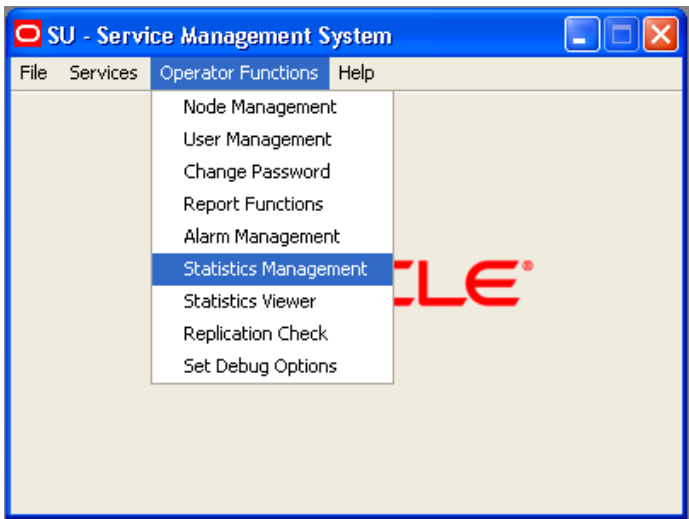 SU - Service Management System
File Services Operator Functions Help
Node Management
User Management
Change Password
Report Functions
Alarm Management
Statistics Management
CLE®
Statistics Viewer
Replication Check
Set Debug Options